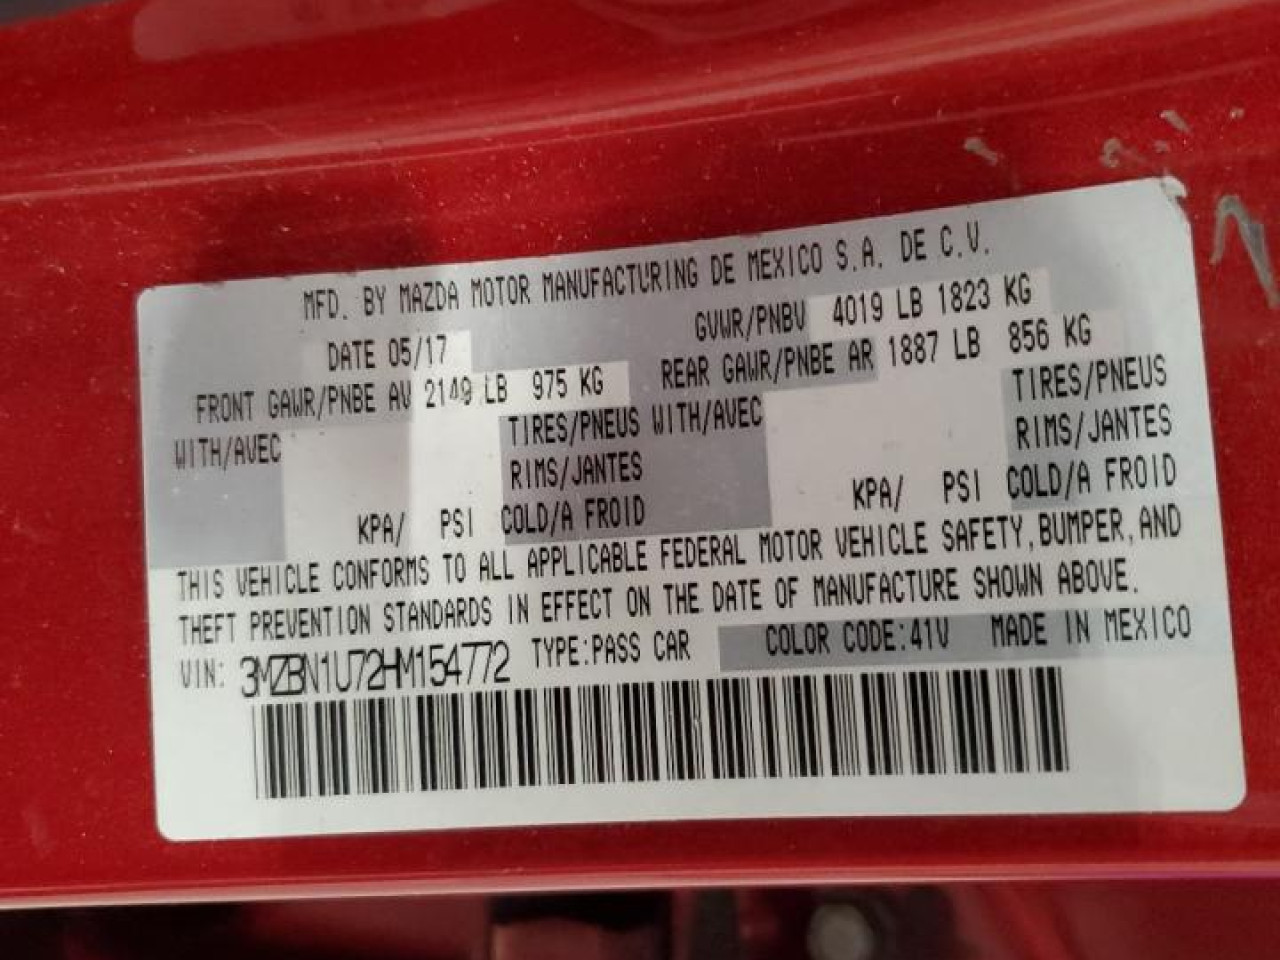 MFD. BY MAZDA MOTOR MANUFACTURING DE MEXICO S.A. DE C.V.
DATE 05/17 GVWR/PNBV 4019 LB 1823 KG
FRONT GAWR/PNBE AV 2149 LB 975 KG REAR GAWR/PNBE AR 1887 LB 856 KG
WITH/AVEC TIRES/PNEUS WITH/AVEC TIRES/PNEUS
RIMS/JANTES RIMS/JANTES
KPA/ PSI COLD/A FROID KPA/ PSI COLD/A FROID
THIS VEHICLE CONFORMS TO ALL APPLICABLE FEDERAL MOTOR VEHICLE SAFETY,BUMPER,AND
THEFT PREVENTION STANDARDS IN EFFECT ON THE DATE OF MANUFACTURE SHOWN ABOVE.
VIN: 3MZBN1U72HM154772 TYPE:PASS CAR COLOR CODE:41V MADE IN MEXICO